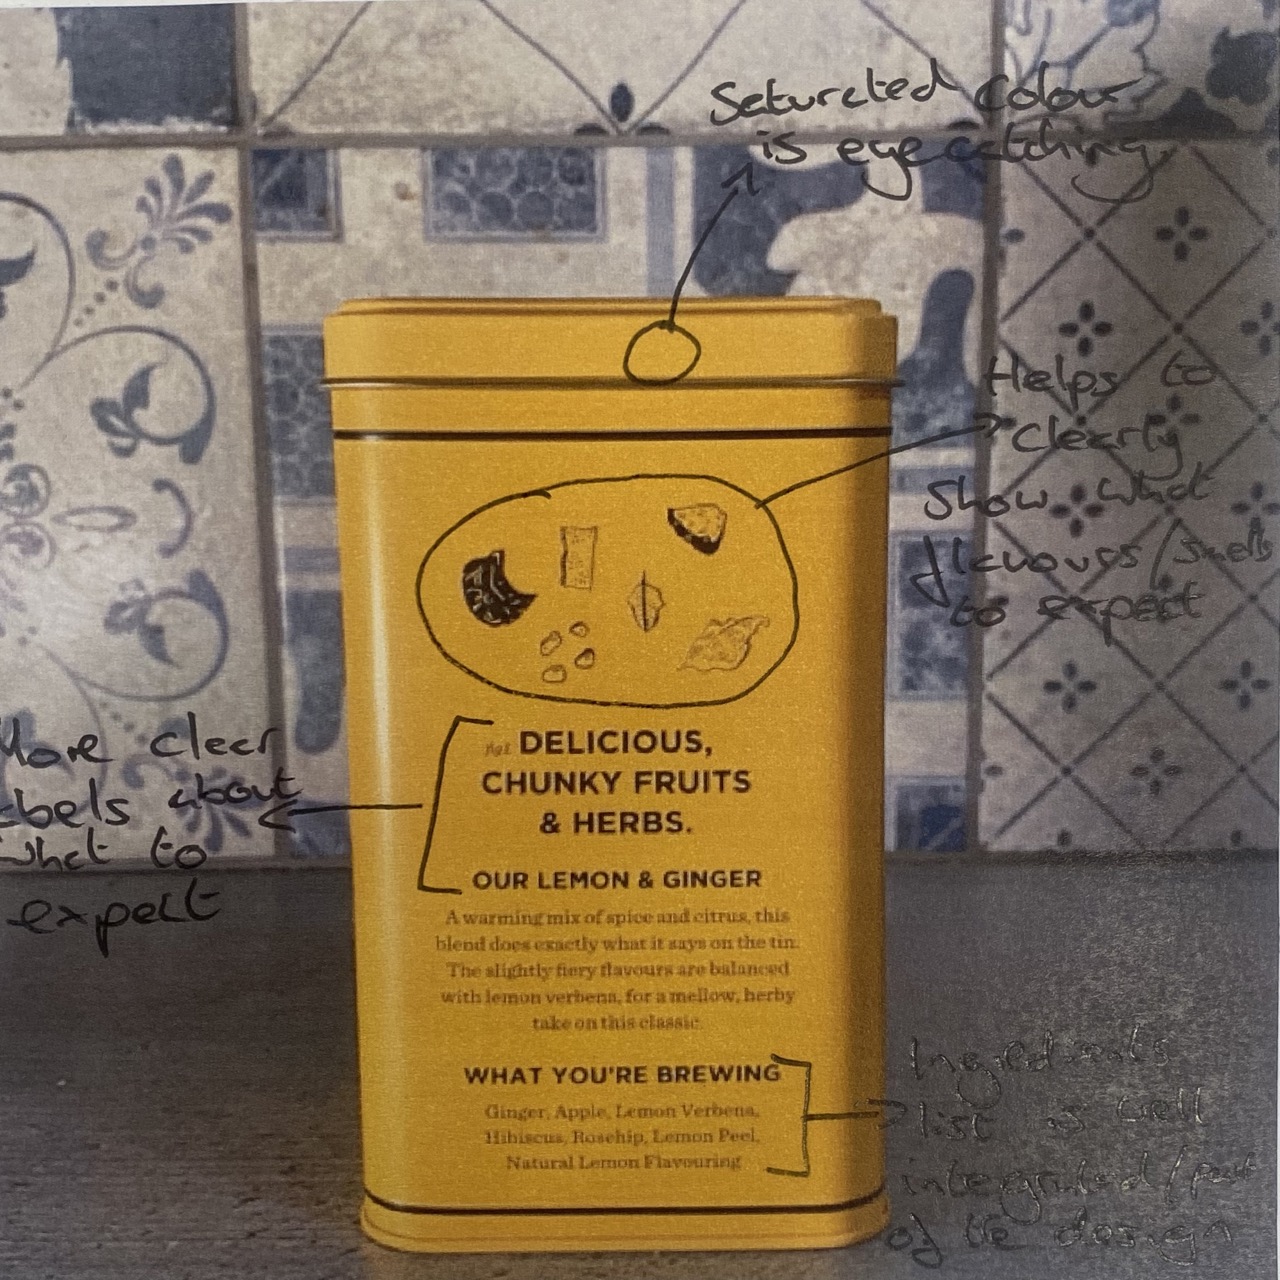 Saturated colour
is eye catching
Helps to
clearly
Show what
flavours/smells
to expect
More clear
labels about
what to
expect
DELICIOUS,
CHUNKY FRUITS
& HERBS.
OUR LEMON & GINGER
A warming mix of spice and citrus, this
blend does exactly what it says on the tin.
The slightly fiery flavours are balanced
with lemon verbena, for a mellow, herby
take on this classic.
WHAT YOU'RE BREWING
Ginger, Apple, Lemon Verbena,
Hibiscus, Rosehip, Lemon Peel,
Natural Lemon Flavouring
Ingredients
list is well
integrated/part
of the design